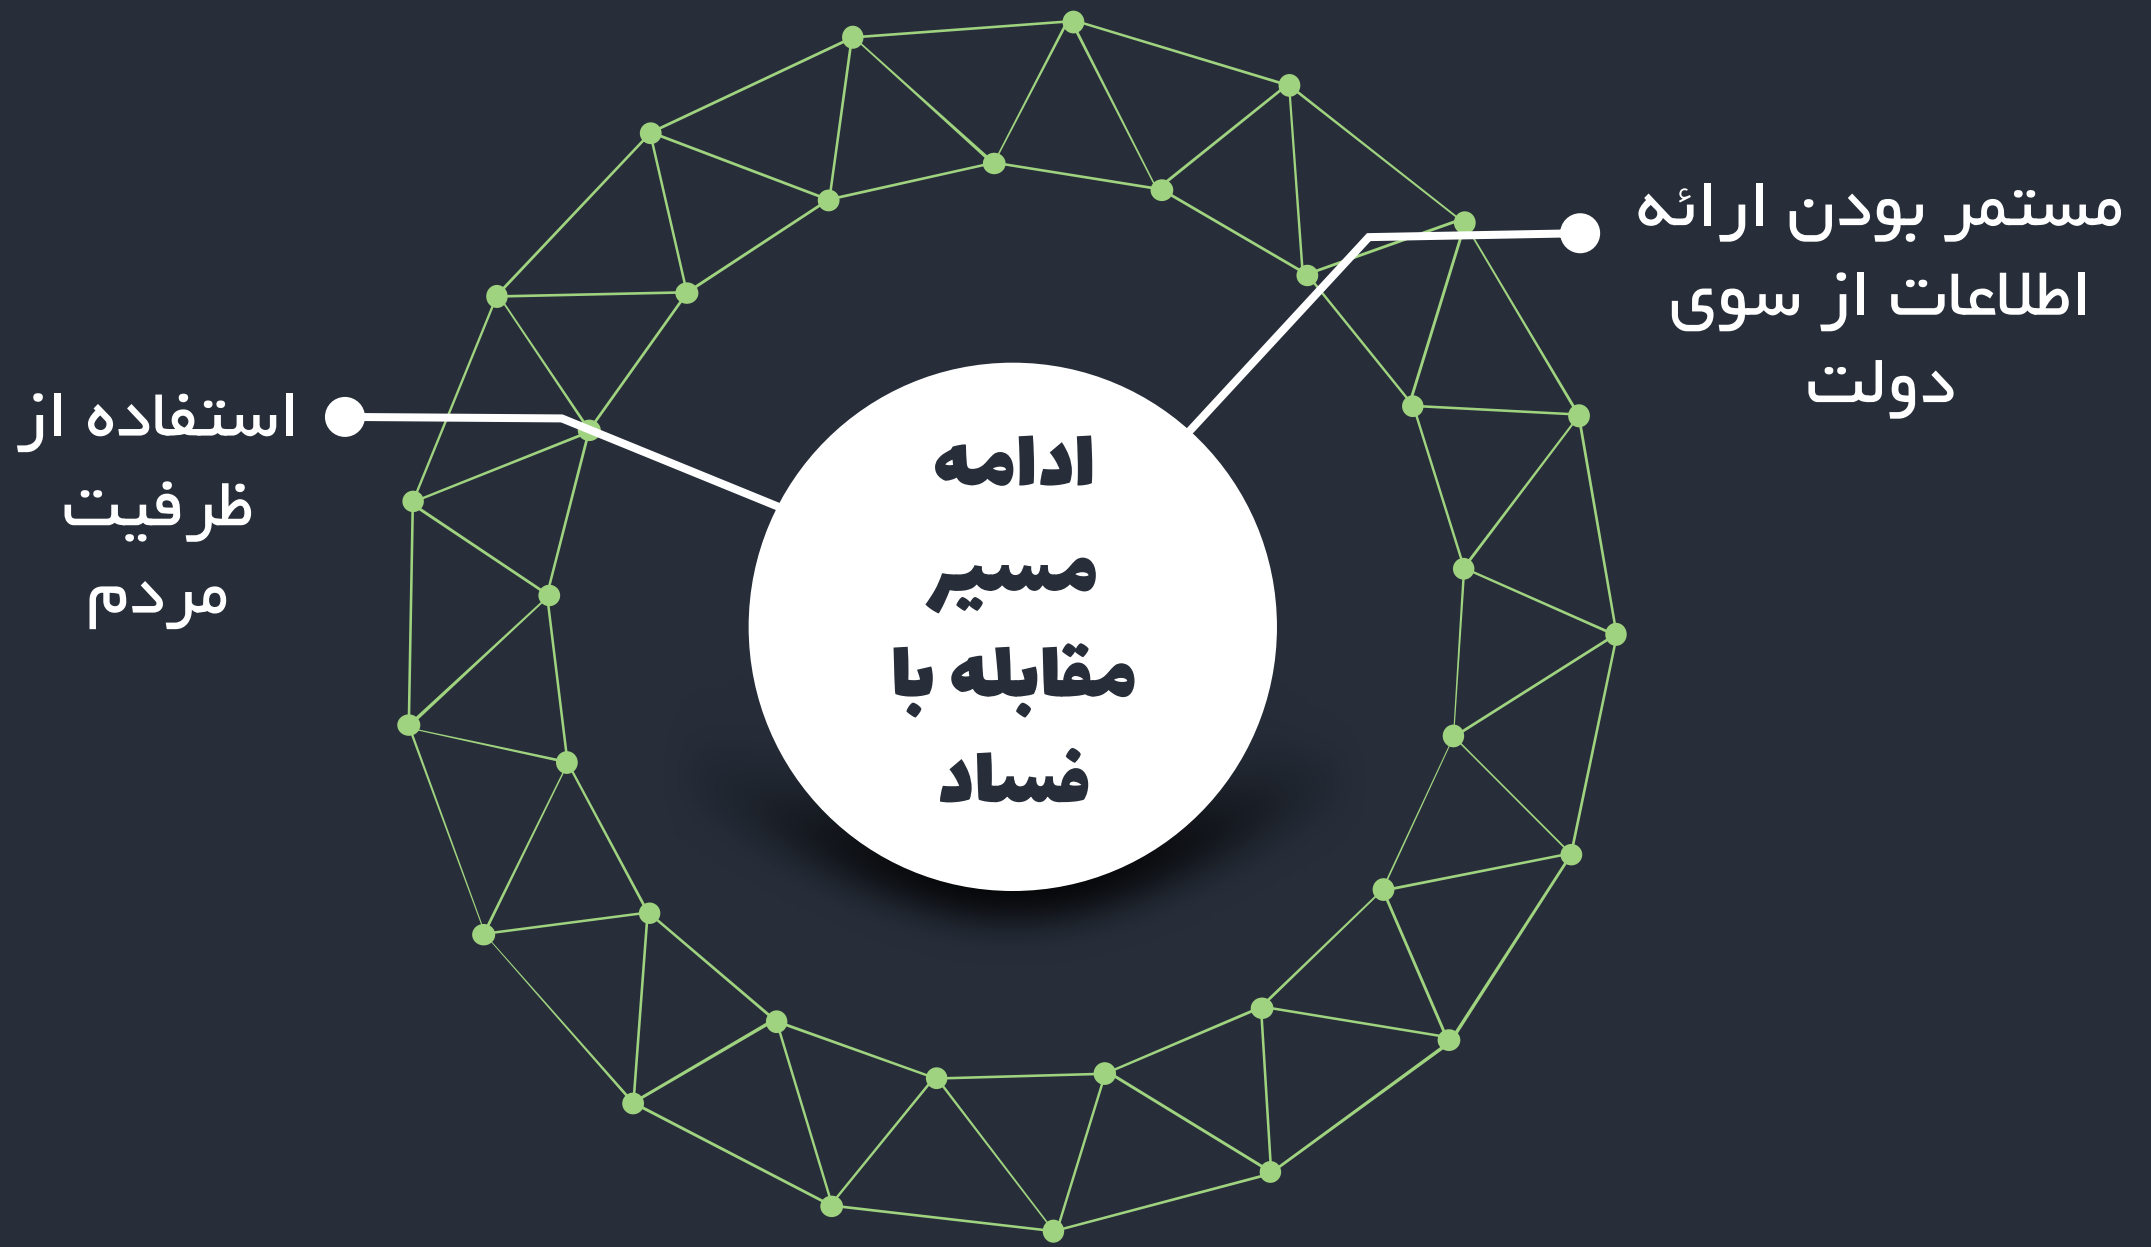 مستمر بودن ارائه
اطلاعات از سوی
دولت
استفاده از
ظرفیت
مردم
ادامه
مسیر
مقابله با
فساد